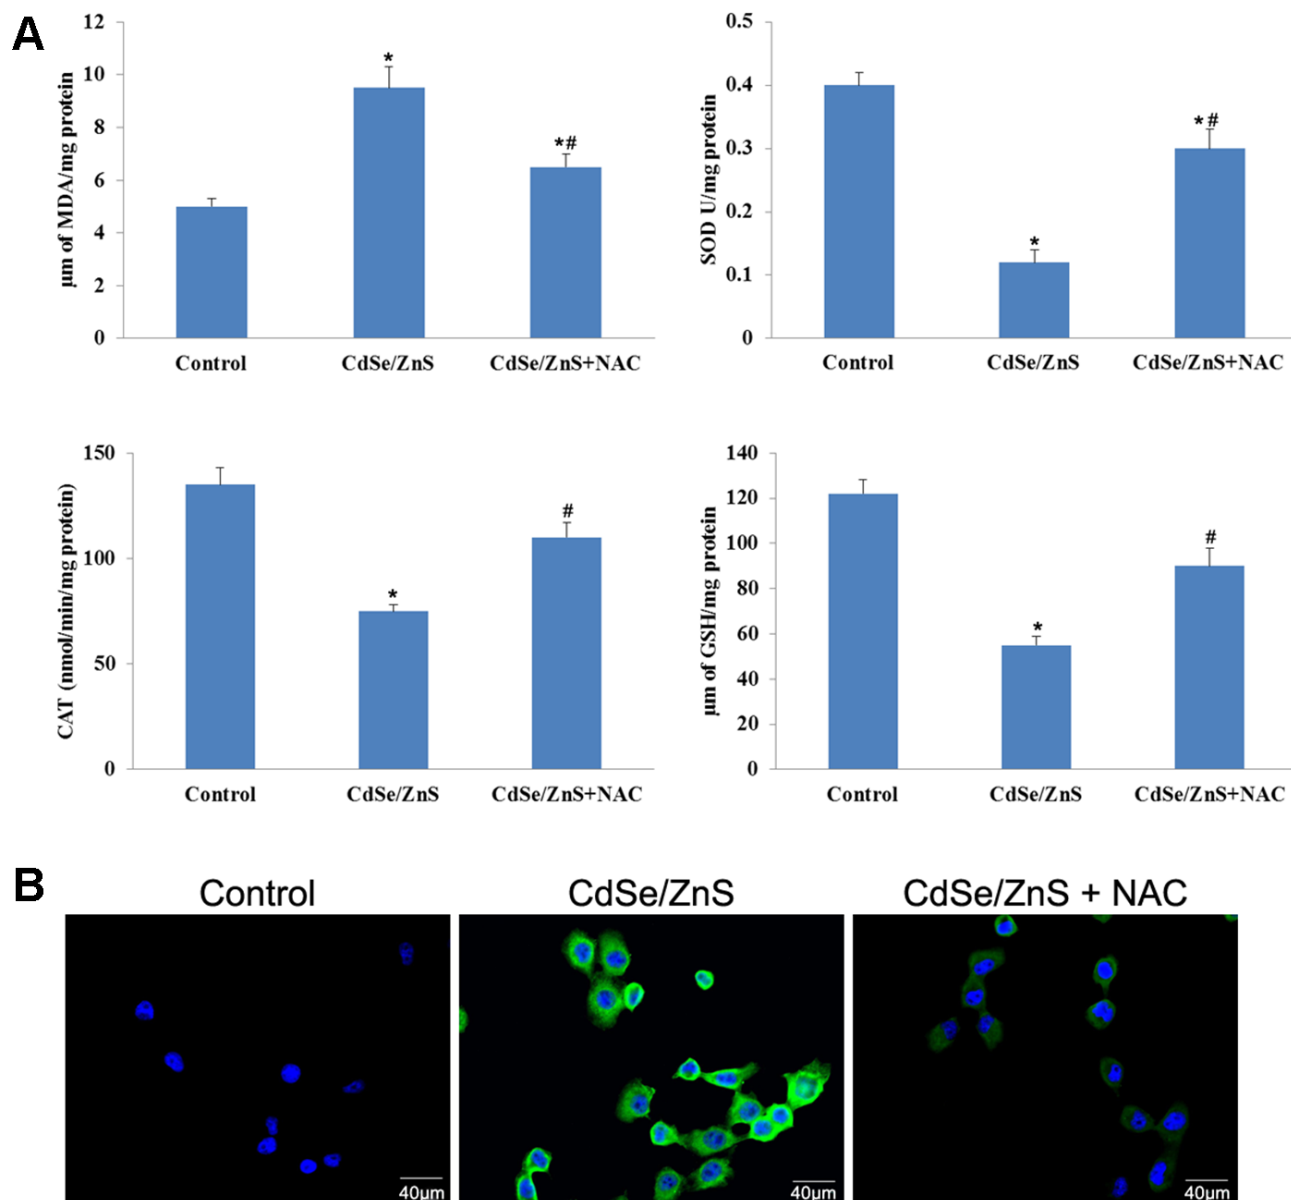 A
12
10
8
6
4
2
0
µm of MDA/mg protein
*
*#
Control CdSe/ZnS CdSe/ZnS+NAC
0.5
0.4
0.3
0.2
0.1
0
SOD U/mg protein
*
*#
Control CdSe/ZnS CdSe/ZnS+NAC
150
100
50
0
CAT (nmol/min/mg protein)
*
#
Control CdSe/ZnS CdSe/ZnS+NAC
140
120
100
80
60
40
20
0
µm of GSH/mg protein
*
#
Control CdSe/ZnS CdSe/ZnS+NAC
B
Control CdSe/ZnS CdSe/ZnS + NAC
40µm 40µm 40µm